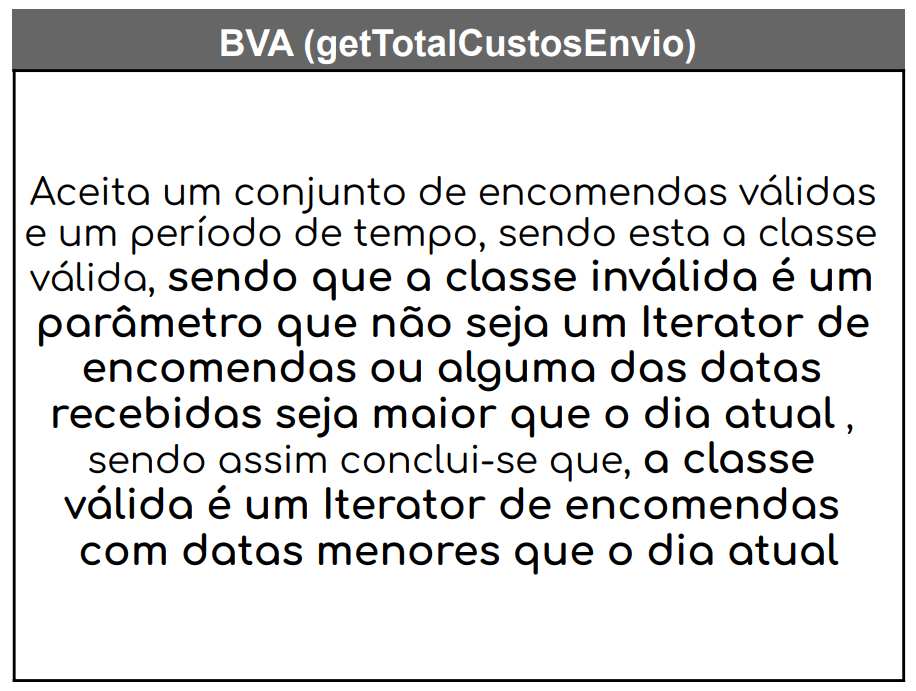 BVA (getTotalCustosEnvio)
Aceita um conjunto de encomendas válidas
e um período de tempo, sendo esta a classe
válida, sendo que a classe inválida é um
parâmetro que não seja um Iterator de
encomendas ou alguma das datas
recebidas seja maior que o dia atual ,
sendo assim conclui-se que, a classe
válida é um Iterator de encomendas
com datas menores que o dia atual